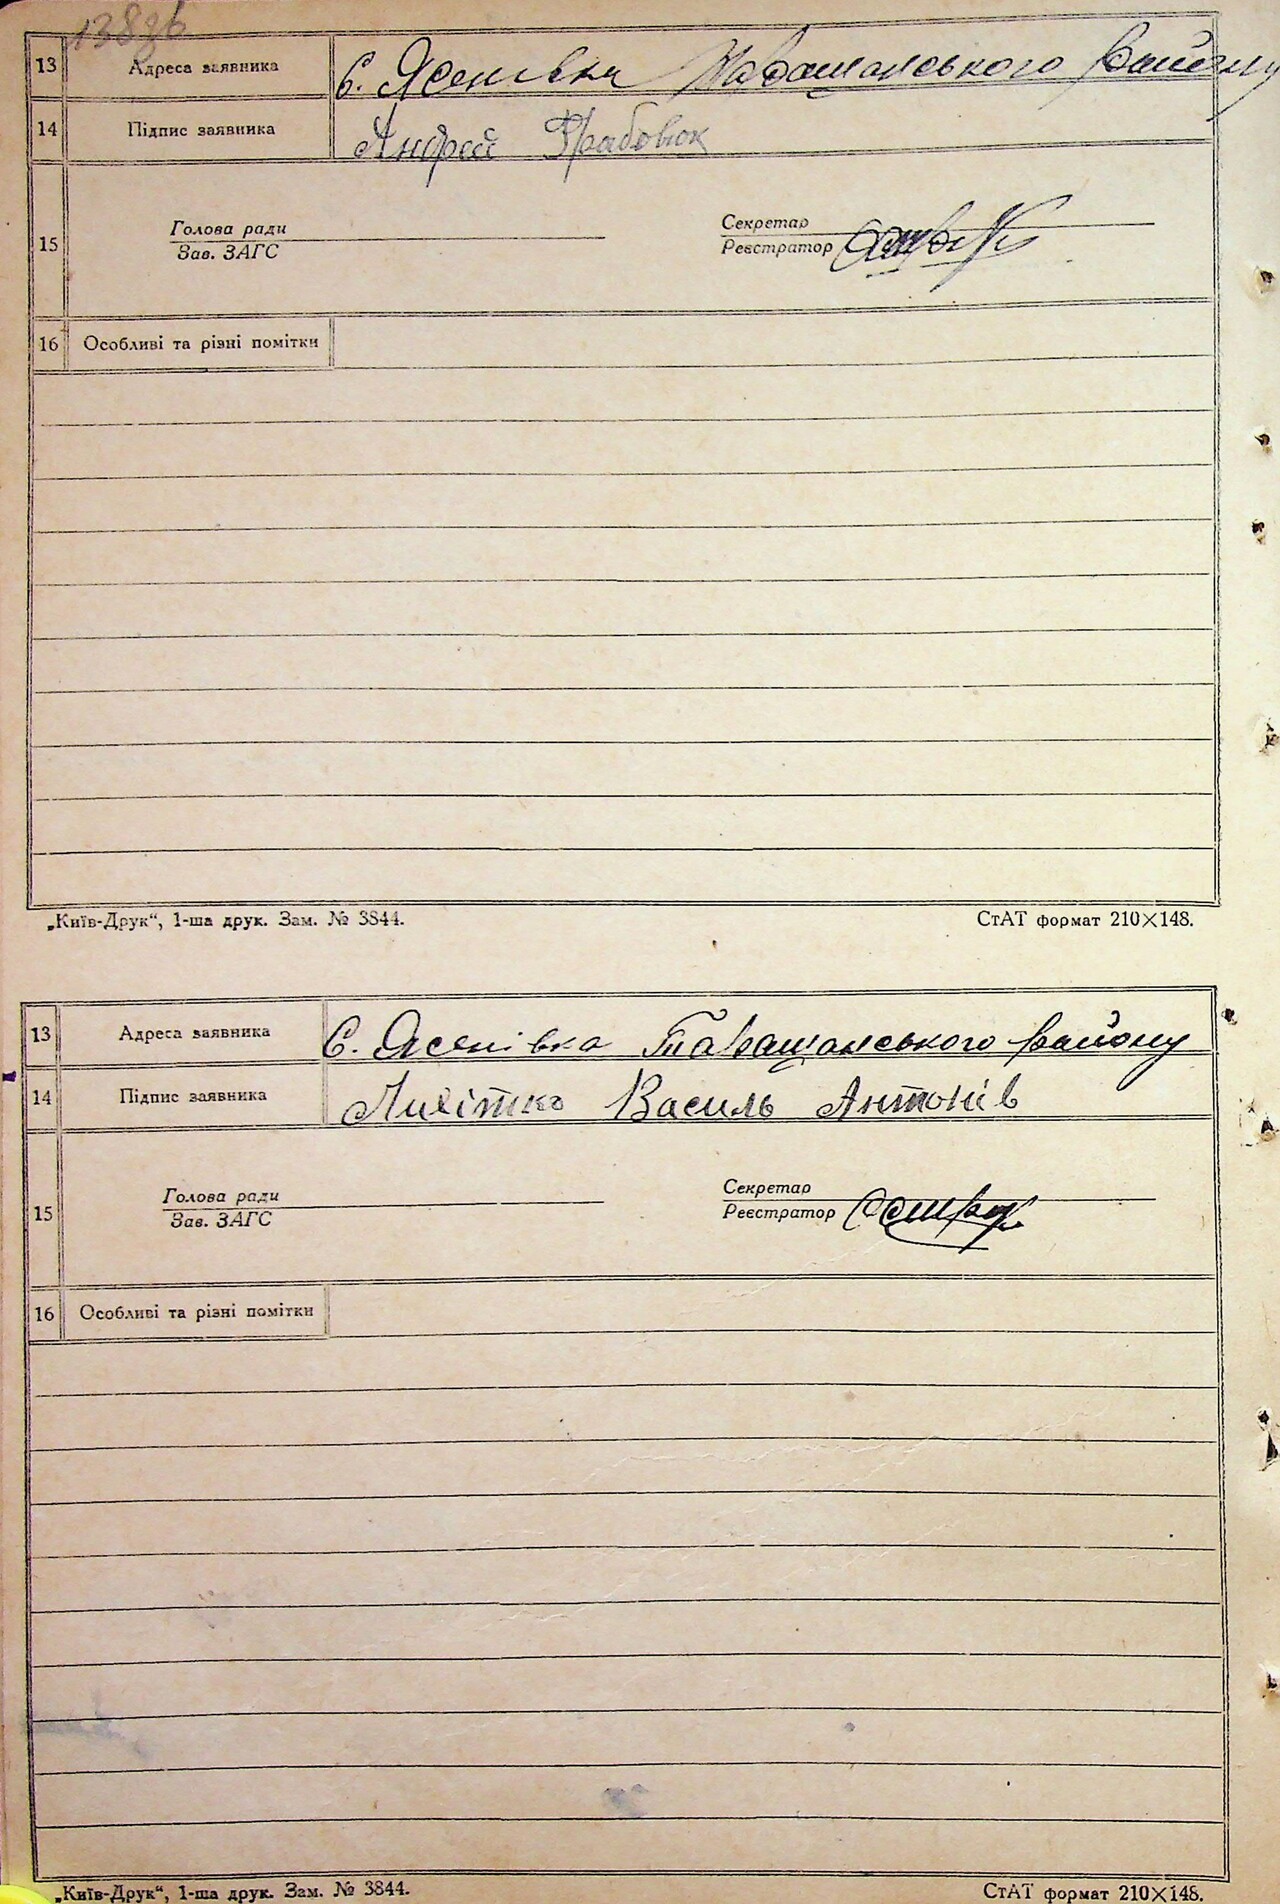 138зв
13 Адреса заявника с. Ясенівка Таращанського району
14 Підпис заявника Андрей Грабовюк
Голова ради Секретар
15
Зав. ЗАГС Реєстратор
16 Особливі та різні помітки
„Київ-Друк“, 1-ша друк. Зам. № 3844. СтАТ формат 210×148.
13 Адреса заявника С. Ясенівка Таращанського району
14 Підпис заявника Василь Антонів
Голова ради Секретар
15
Зав. ЗАГС Реєстратор
16 Особливі та різні помітки
„Київ-Друк“, 1-ша друк. Зам. № 3844. СтАТ формат 210×148.